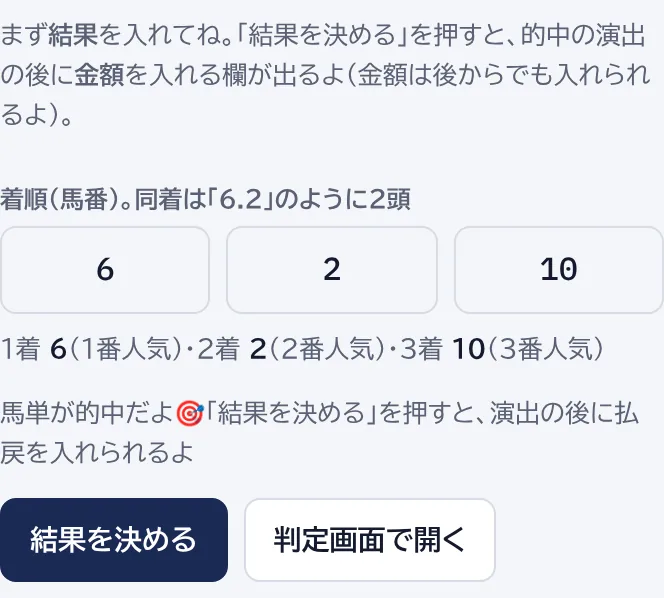 まず結果を入れてね。「結果を決める」を押すと、的中の演出
の後に金額を入れる欄が出るよ(金額は後からでも入れられ
るよ)。
着順(馬番)。同着は「6.2」のように2頭
6
2
10
1着 6(1番人気)・2着 2(2番人気)・3着 10(3番人気)
馬単が的中だよ🎯「結果を決める」を押すと、演出の後に払
戻を入れられるよ
結果を決める
判定画面で開く